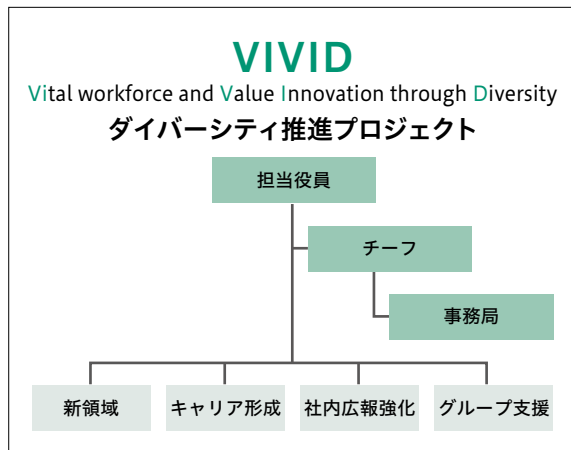 VIVID
Vital workforce and Value Innovation through Diversity
ダイバーシティ推進プロジェクト
担当役員
チーフ
事務局
新領域
キャリア形成
社内広報強化
グループ支援